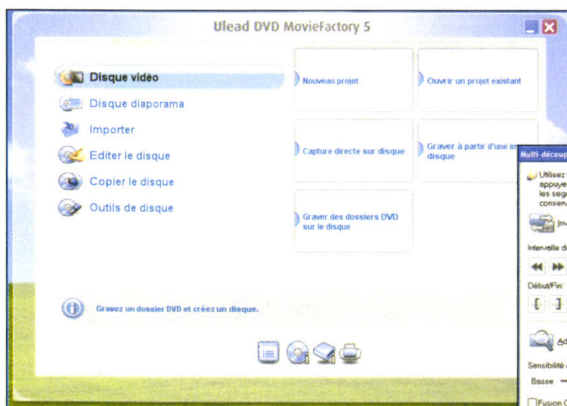 Ulead DVD MovieFactory 5
Disque vidéo
Disque diaporama
Importer
Editer le disque
Copier le disque
Outils de disque
Nouveau projet
Ouvrir un projet existant
Capture directe sur disque
Graver à partir d'une
disque
Graver des dossiers DVD
sur le disque
Gravez un dossier DVD et créez un disque.
Utilisez
appuye
les seg
conserv
Intervalle d
Début/Fin:
Sensibilité
Basse
Fusion